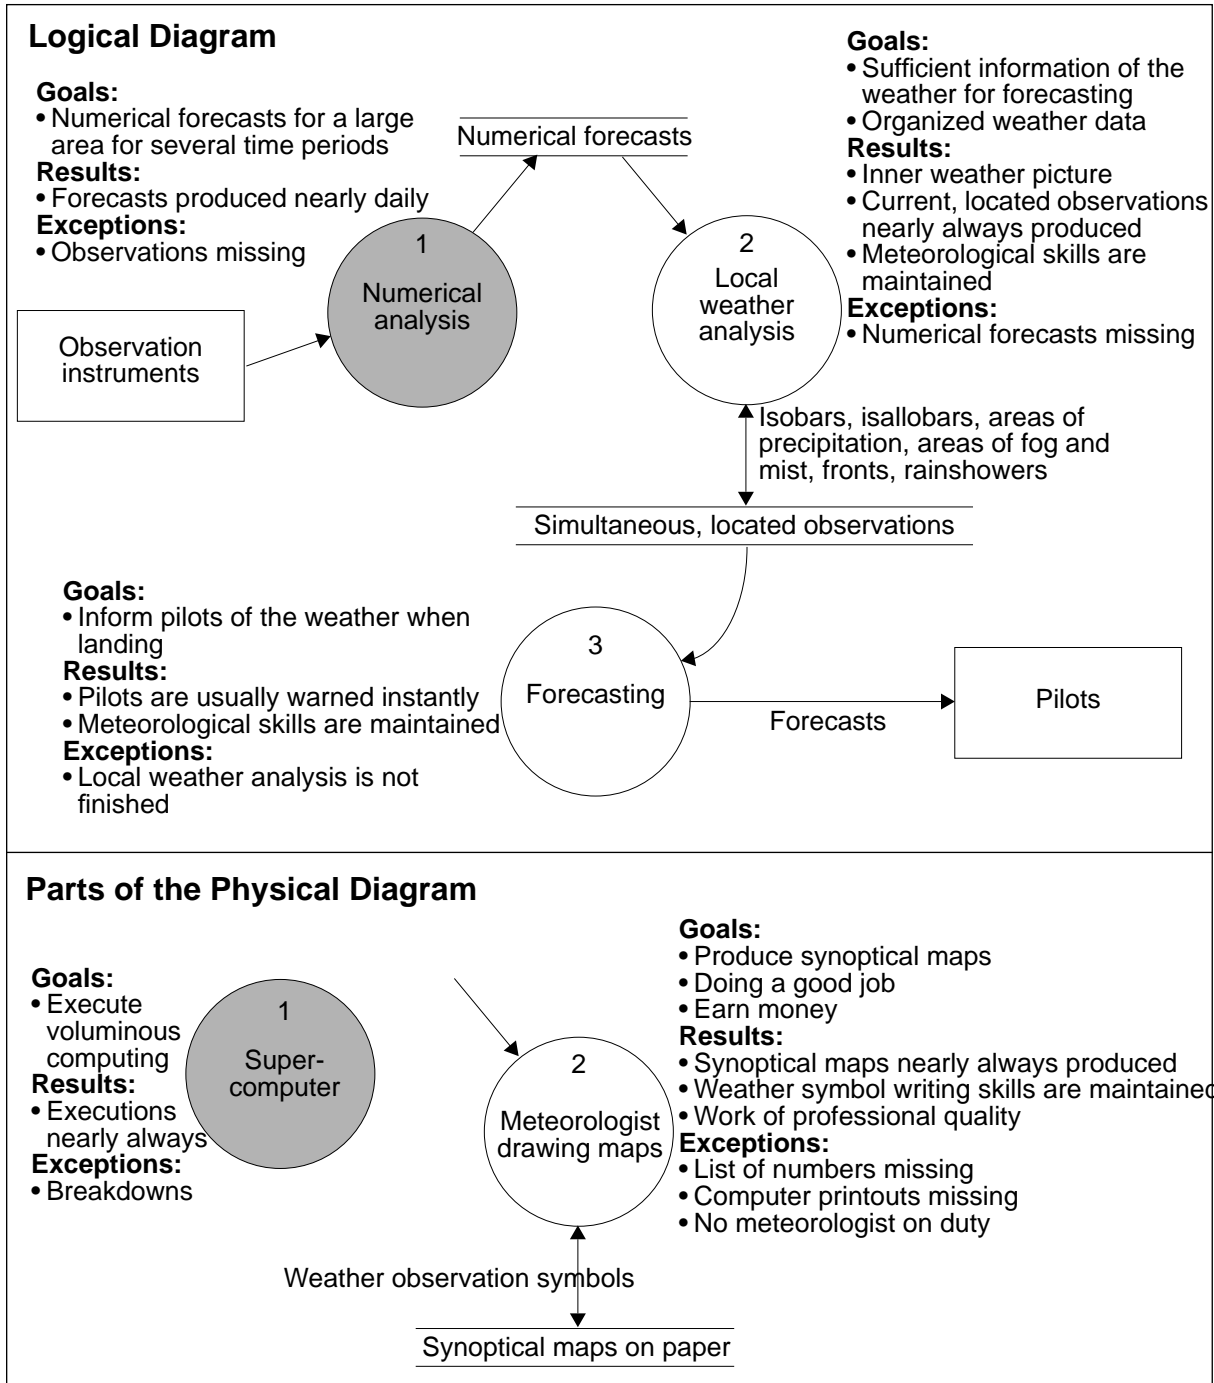 Logical Diagram
Goals:
• Numerical forecasts for a large
area for several time periods
Results:
• Forecasts produced nearly daily
Exceptions:
• Observations missing
Numerical forecasts
Goals:
• Sufficient information of the
weather for forecasting
• Organized weather data
Results:
• Inner weather picture
• Current, located observations
nearly always produced
• Meteorological skills are
maintained
Exceptions:
• Numerical forecasts missing
1
Numerical
analysis
2
Local
weather
analysis
Observation
instruments
Isobars, isallobars, areas of
precipitation, areas of fog and
mist, fronts, rainshowers
Simultaneous, located observations
Goals:
• Inform pilots of the weather when
landing
Results:
• Pilots are usually warned instantly
• Meteorological skills are maintained
Exceptions:
• Local weather analysis is not
finished
3
Forecasting
Forecasts
Pilots
Parts of the Physical Diagram
Goals:
• Execute
voluminous
computing
Results:
• Executions
nearly always
Exceptions:
• Breakdowns
1
Super-
computer
2
Meteorologist
drawing maps
Goals:
• Produce synoptical maps
• Doing a good job
• Earn money
Results:
• Synoptical maps nearly always produced
• Weather symbol writing skills are maintained
• Work of professional quality
Exceptions:
• List of numbers missing
• Computer printouts missing
• No meteorologist on duty
Weather observation symbols
Synoptical maps on paper